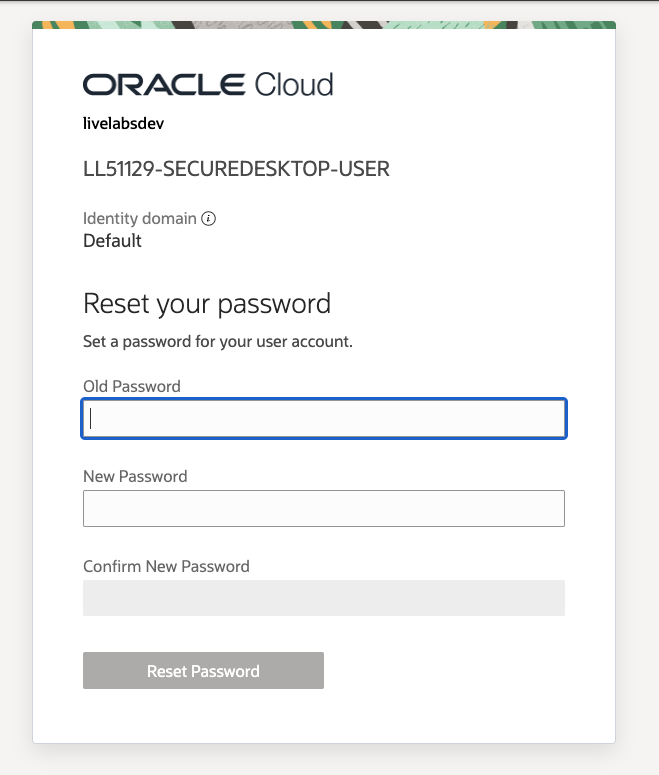 ORACLE Cloud
livelabsdev
LL51129-SECUREDESKTOP-USER
Identity domain
Default
Reset your password
Set a password for your user account.
Old Password
New Password
Confirm New Password
Reset Password